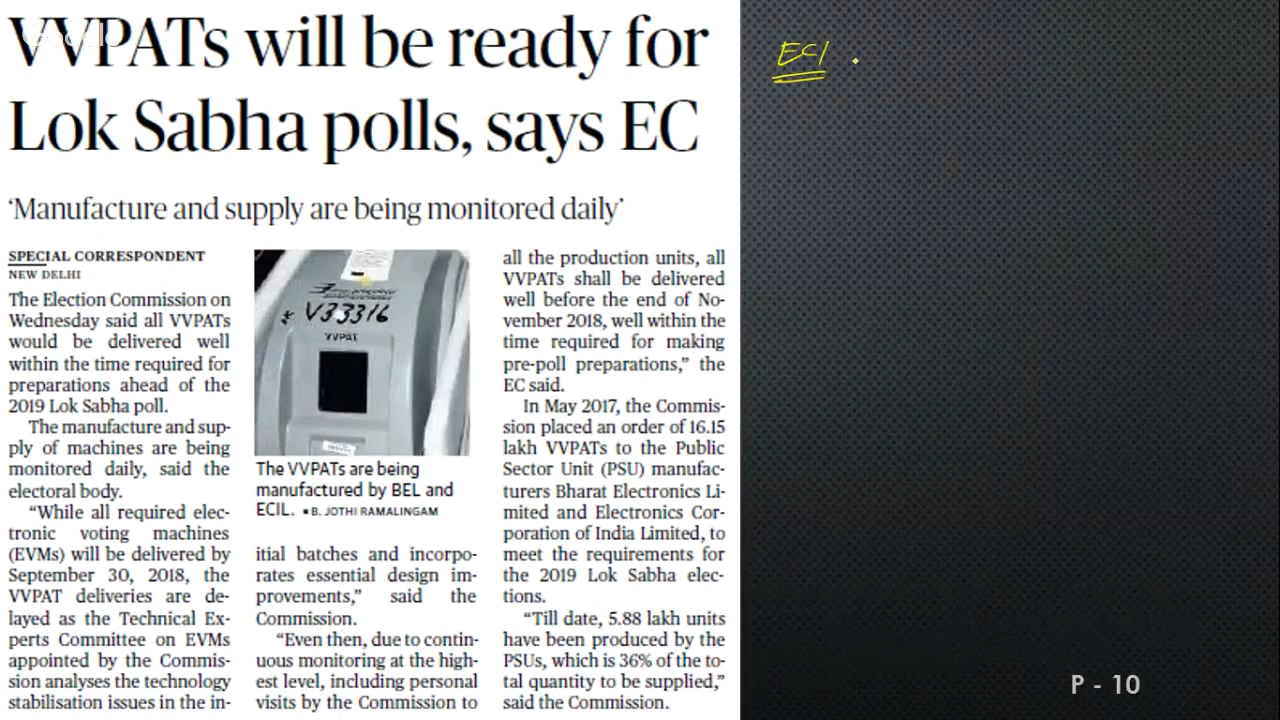 VVPATs will be ready for
Lok Sabha polls, says EC
‘Manufacture and supply are being monitored daily’
SPECIAL CORRESPONDENT
NEW DELHI
The Election Commission on
Wednesday said all VVPATs
would be delivered well
within the time required for
preparations ahead of the
2019 Lok Sabha poll.
The manufacture and sup-
ply of machines are being
monitored daily, said the
electoral body.
“While all required elec-
tronic voting machines
(EVMs) will be delivered by
September 30, 2018, the
VVPAT deliveries are de-
layed as the Technical Ex-
perts Committee on EVMs
appointed by the Commis-
sion analyses the technology
stabilisation issues in the in-
V33316
VVPAT
The VVPATs are being
manufactured by BEL and
ECIL. ▪ B. JOTHI RAMALINGAM
itial batches and incorpo-
rates essential design im-
provements,” said the
Commission.
“Even then, due to contin-
uous monitoring at the high-
est level, including personal
visits by the Commission to
all the production units, all
VVPATs shall be delivered
well before the end of No-
vember 2018, well within the
time required for making
pre-poll preparations,” the
EC said.
In May 2017, the Commis-
sion placed an order of 16.15
lakh VVPATs to the Public
Sector Unit (PSU) manufac-
turers Bharat Electronics Li-
mited and Electronics Cor-
poration of India Limited, to
meet the requirements for
the 2019 Lok Sabha elec-
tions.
“Till date, 5.88 lakh units
have been produced by the
PSUs, which is 36% of the to-
tal quantity to be supplied,”
said the Commission.
ECI
P - 10
Google